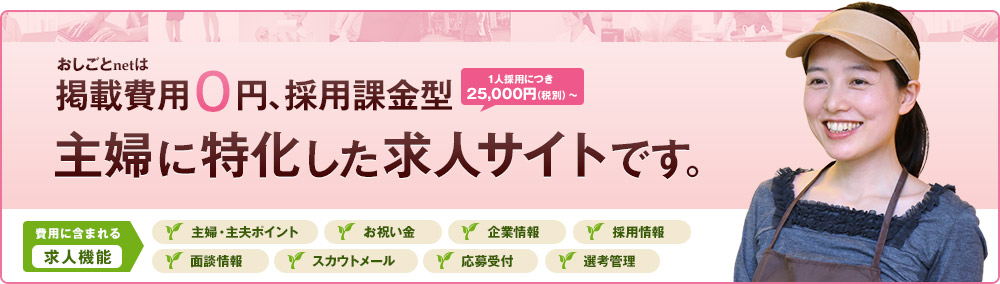 おしごとnetは
掲載費用0円、採用課金型
1人採用につき
25,000円(税別)～
主婦に特化した求人サイトです。
費用に含まれる
求人機能
主婦・主夫ポイント
お祝い金
企業情報
採用情報
面談情報
スカウトメール
応募受付
選考管理